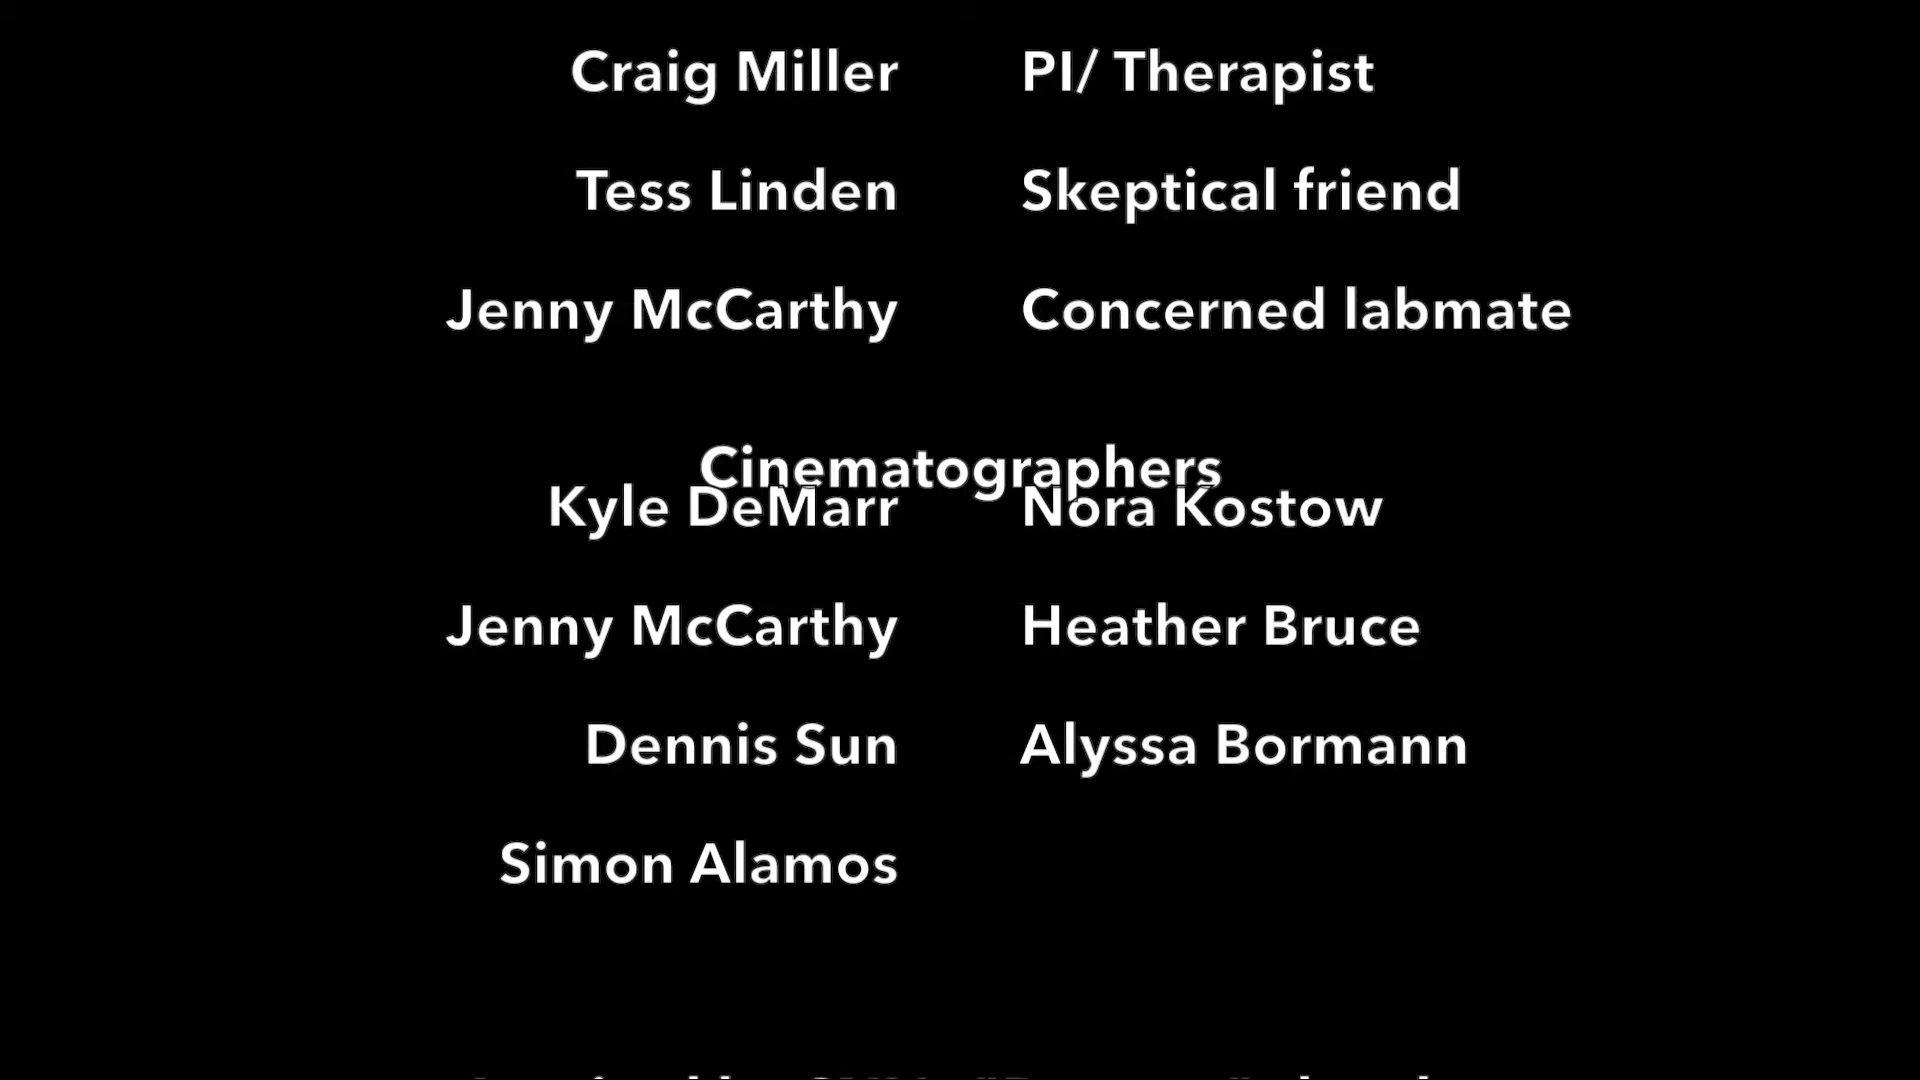 Craig Miller PI/ Therapist
Tess Linden Skeptical friend
Jenny McCarthy Concerned labmate
Cinematographers
Kyle DeMarr Nora Kostow
Jenny McCarthy Heather Bruce
Dennis Sun Alyssa Bormann
Simon Alamos